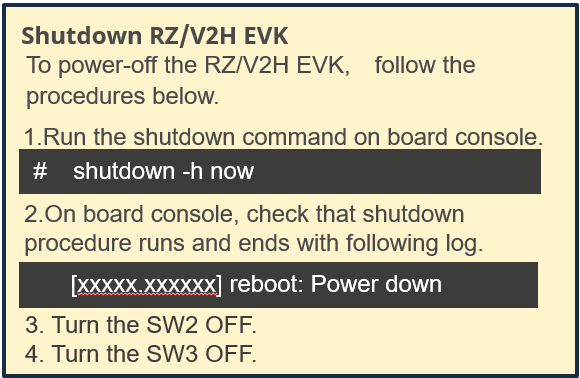 Shutdown RZ/V2H EVK
To power-off the RZ/V2H EVK, follow the
procedures below.
1.Run the shutdown command on board console.
# shutdown -h now
2.On board console, check that shutdown
procedure runs and ends with following log.
[xxxxx.xxxxxx] reboot: Power down
3. Turn the SW2 OFF.
4. Turn the SW3 OFF.